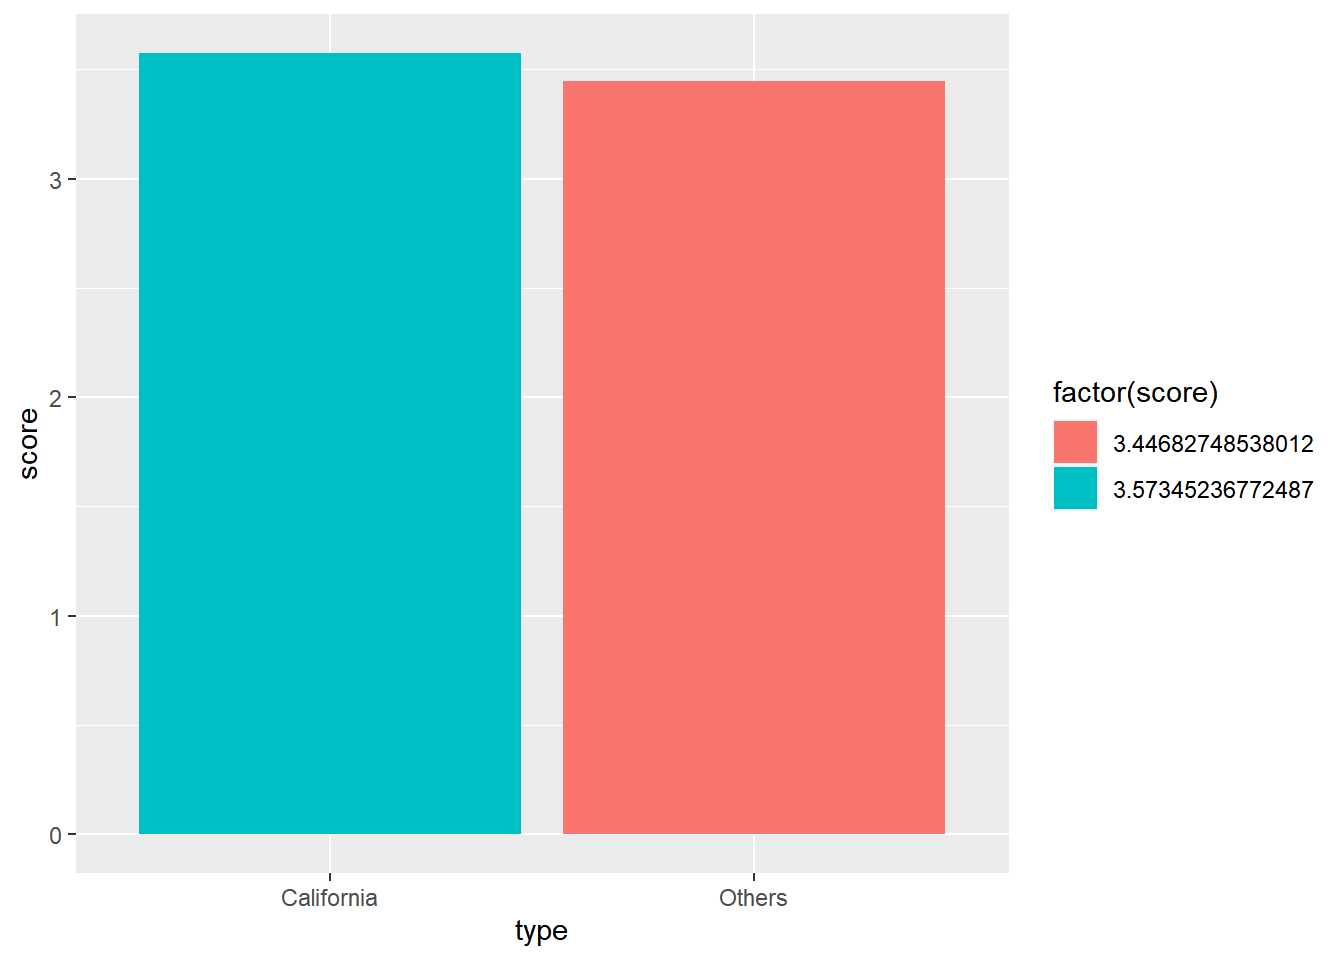 score
3
2
1
0
California
Others
type
factor(score)
3.44682748538012
3.57345236772487